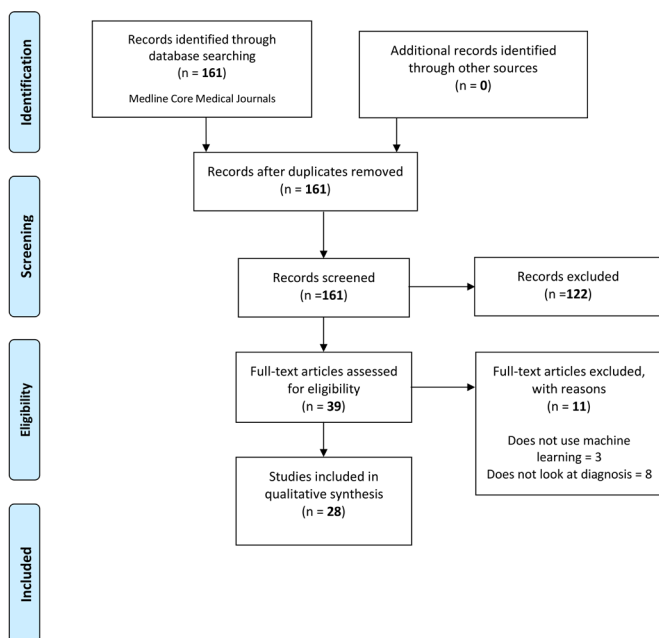 Identification
Records identified through
database searching
(n = 161)
Medline Core Medical Journals
Additional records identified
through other sources
(n = 0)
Records after duplicates removed
(n = 161)
Screening
Records screened
(n =161)
Records excluded
(n =122)
Eligibility
Full-text articles assessed
for eligibility
(n = 39)
Full-text articles excluded,
with reasons
(n = 11)
Does not use machine
learning = 3
Does not look at diagnosis = 8
Studies included in
qualitative synthesis
(n = 28)
Included